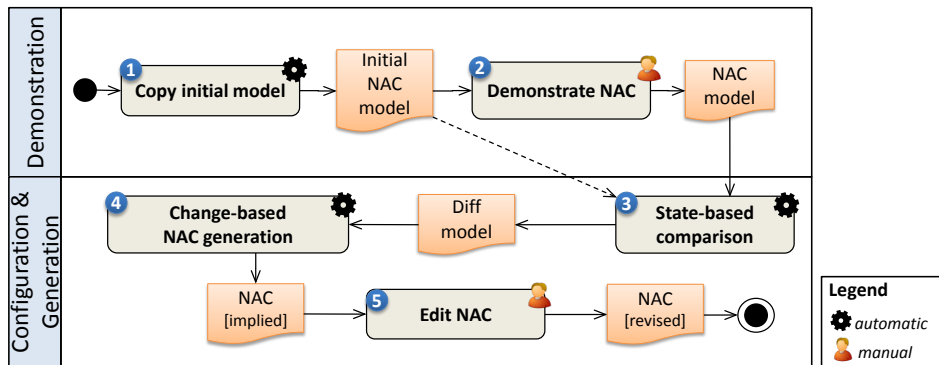 Demonstration
1
Copy initial model
Initial
NAC
model
2
Demonstrate NAC
NAC
model
Configuration &
Generation
4
Change-based
NAC generation
Diff
model
3
State-based
comparison
NAC
[implied]
5
Edit NAC
NAC
[revised]
Legend
automatic
manual